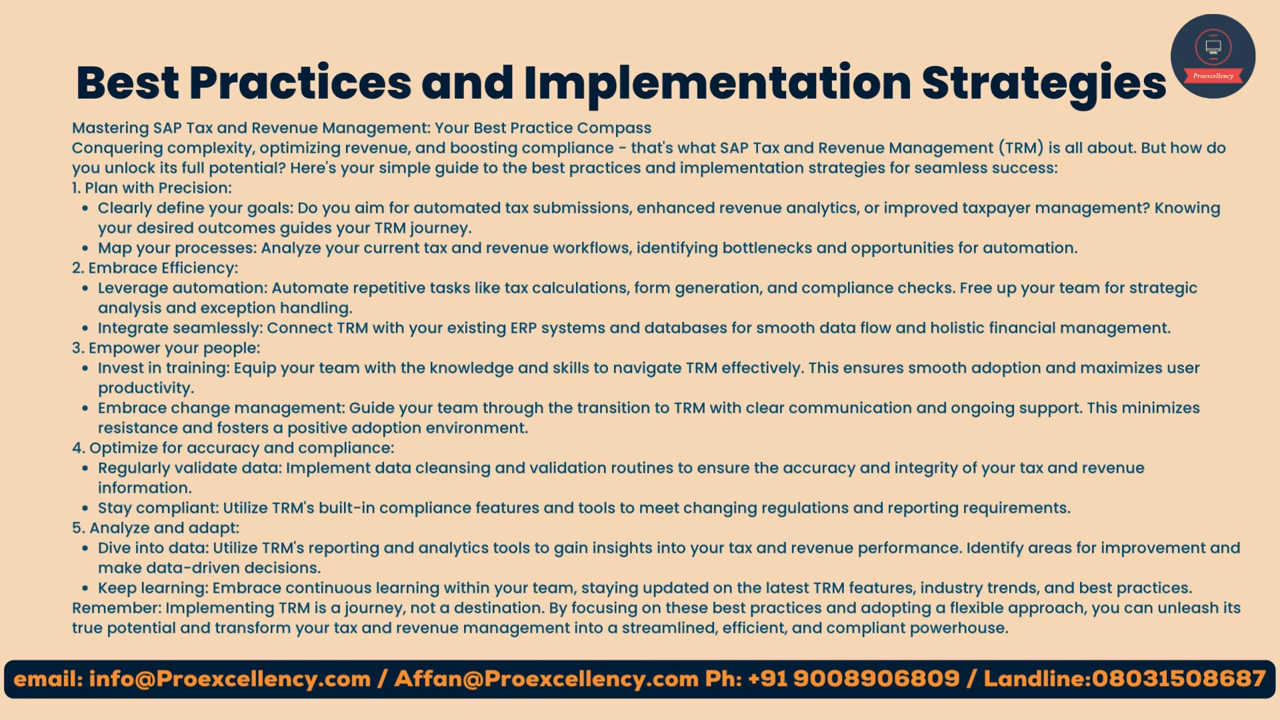 Best Practices and Implementation Strategies
Proexcellency
Mastering SAP Tax and Revenue Management: Your Best Practice Compass
Conquering complexity, optimizing revenue, and boosting compliance - that's what SAP Tax and Revenue Management (TRM) is all about. But how do
you unlock its full potential? Here's your simple guide to the best practices and implementation strategies for seamless success:
1. Plan with Precision:
• Clearly define your goals: Do you aim for automated tax submissions, enhanced revenue analytics, or improved taxpayer management? Knowing
your desired outcomes guides your TRM journey.
• Map your processes: Analyze your current tax and revenue workflows, identifying bottlenecks and opportunities for automation.
2. Embrace Efficiency:
• Leverage automation: Automate repetitive tasks like tax calculations, form generation, and compliance checks. Free up your team for strategic
analysis and exception handling.
• Integrate seamlessly: Connect TRM with your existing ERP systems and databases for smooth data flow and holistic financial management.
3. Empower your people:
• Invest in training: Equip your team with the knowledge and skills to navigate TRM effectively. This ensures smooth adoption and maximizes user
productivity.
• Embrace change management: Guide your team through the transition to TRM with clear communication and ongoing support. This minimizes
resistance and fosters a positive adoption environment.
4. Optimize for accuracy and compliance:
• Regularly validate data: Implement data cleansing and validation routines to ensure the accuracy and integrity of your tax and revenue
information.
• Stay compliant: Utilize TRM's built-in compliance features and tools to meet changing regulations and reporting requirements.
5. Analyze and adapt:
• Dive into data: Utilize TRM's reporting and analytics tools to gain insights into your tax and revenue performance. Identify areas for improvement and
make data-driven decisions.
• Keep learning: Embrace continuous learning within your team, staying updated on the latest TRM features, industry trends, and best practices.
Remember: Implementing TRM is a journey, not a destination. By focusing on these best practices and adopting a flexible approach, you can unleash its
true potential and transform your tax and revenue management into a streamlined, efficient, and compliant powerhouse.
email: info@Proexcellency.com / Affan@Proexcellency.com Ph: +91 9008906809 / Landline:08031508687